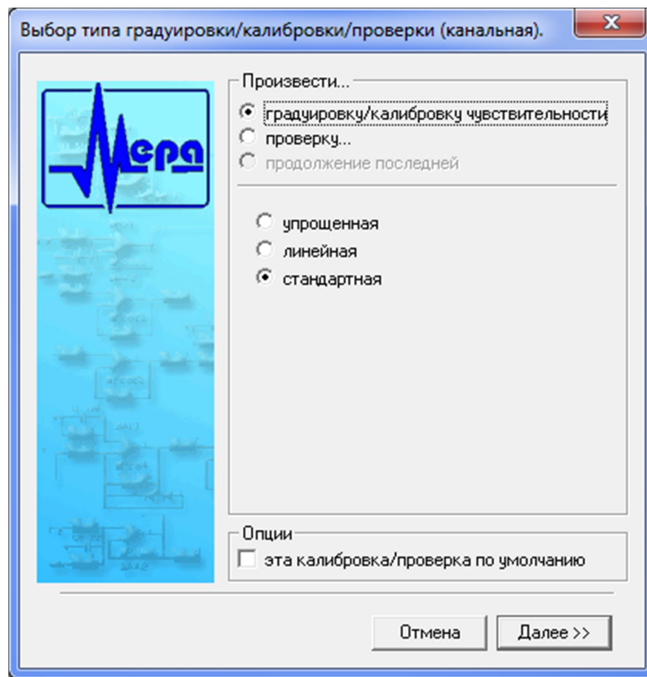 Выбор типа градуировки/калибровки/проверки (канальная).
Мера
Произвести...
градуировку/калибровку чувствительности
проверку...
продолжение последней
упрощенная
линейная
стандартная
Опции
эта калибровка/проверка по умолчанию
Отмена
Далее >>